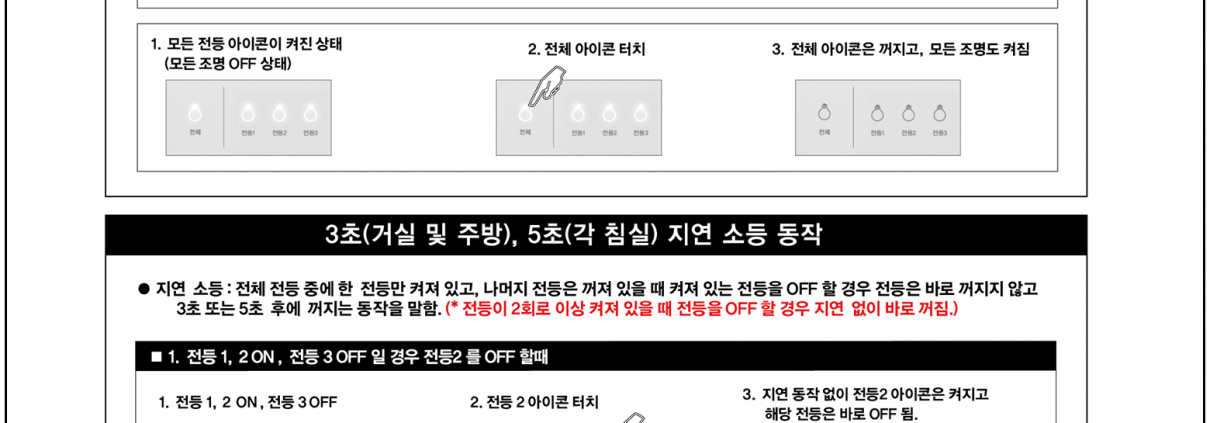 1. 모든 전등 아이콘이 켜진 상태
(모든 조명 OFF 상태)
2. 전체 아이콘 터치
3. 전체 아이콘은 꺼지고, 모든 조명도 켜짐
전체 전등1 전등2 전등3
전체 전등1 전등2 전등3
전체 전등1 전등2 전등3
3초(거실 및 주방), 5초(각 침실) 지연 소등 동작
● 지연 소등 : 전체 전등 중에 한 전등만 켜져 있고, 나머지 전등은 꺼져 있을 때 켜져 있는 전등을 OFF 할 경우 전등은 바로 꺼지지 않고
3초 또는 5초 후에 꺼지는 동작을 말함. (* 전등이 2회로 이상 켜져 있을 때 전등을 OFF 할 경우 지연 없이 바로 꺼짐.)
■ 1. 전등 1, 2 ON , 전등 3 OFF 일 경우 전등2 를 OFF 할때
1. 전등 1, 2 ON , 전등 3 OFF
2. 전등 2 아이콘 터치
3. 지연 동작 없이 전등2 아이콘은 켜지고
해당 전등은 바로 OFF 됨.